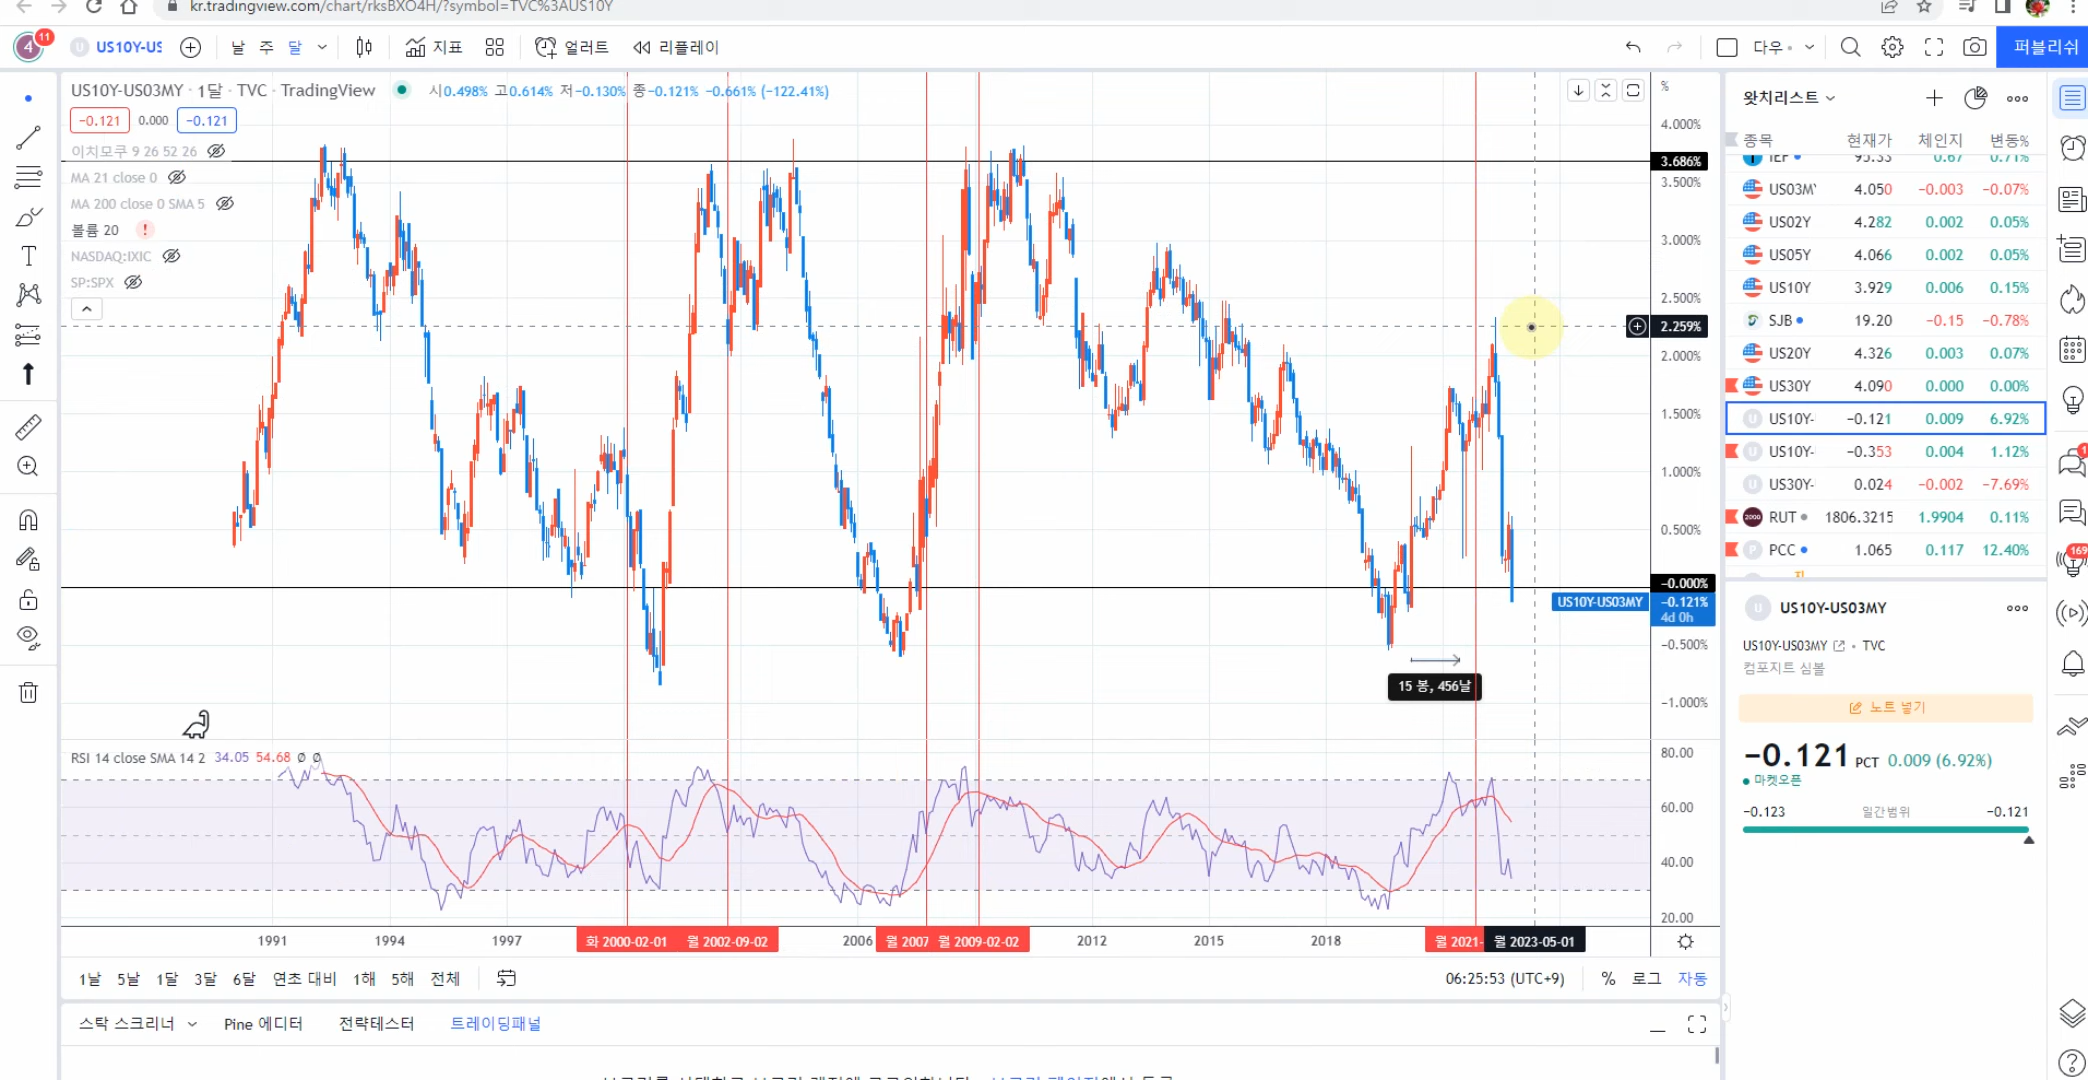 kr.tradingview.com/chart/rksBXO4H/?symbol=TVC%3AUS10Y
4 11 US10Y-US 날 주 달 지표 얼러트 리플레이 다우 퍼블리쉬
US10Y-US03MY · 1달 · TVC · TradingView 시0.498% 고0.614% 저-0.130% 종-0.121% -0.661% (-122.41%)
-0.121 0.000 -0.121
이치모쿠 9 26 52 26
MA 21 close 0
MA 200 close 0 SMA 5
볼륨 20 !
NASDAQ:IXIC
SP:SPX
%
4.000%
3.686%
3.500%
3.000%
2.500%
2.259%
2.000%
1.500%
1.000%
0.500%
-0.000%
US10Y-US03MY -0.121%
4d 0h
-0.500%
-1.000%
15 봉, 456날
RSI 14 close SMA 14 2 34.05 54.68 Ø Ø
80.00
60.00
40.00
20.00
1991 1994 1997 화 2000-02-01 월 2002-09-02 2006 월 2007 월 2009-02-02 2012 2015 2018 월 2021- 월 2023-05-01
1날 5날 1달 3달 6달 연초 대비 1해 5해 전체 06:25:53 (UTC+9) % 로그 자동
스탁 스크리너 Pine 에디터 전략테스터 트레이딩패널
왓치리스트
종목 현재가 체인지 변동%
IEF 95.33 0.67 0.71%
US03MY 4.050 -0.003 -0.07%
US02Y 4.282 0.002 0.05%
US05Y 4.066 0.002 0.05%
US10Y 3.929 0.006 0.15%
SJB 19.20 -0.15 -0.78%
US20Y 4.326 0.003 0.07%
US30Y 4.090 0.000 0.00%
US10Y- -0.121 0.009 6.92%
US10Y- -0.353 0.004 1.12%
US30Y- 0.024 -0.002 -7.69%
2000 RUT 1806.3215 1.9904 0.11%
P PCC 1.065 0.117 12.40%
U US10Y-US03MY
US10Y-US03MY · TVC
컴포지트 심볼
노트 넣기
-0.121 PCT 0.009 (6.92%)
마켓오픈
-0.123 일간범위 -0.121
1
169